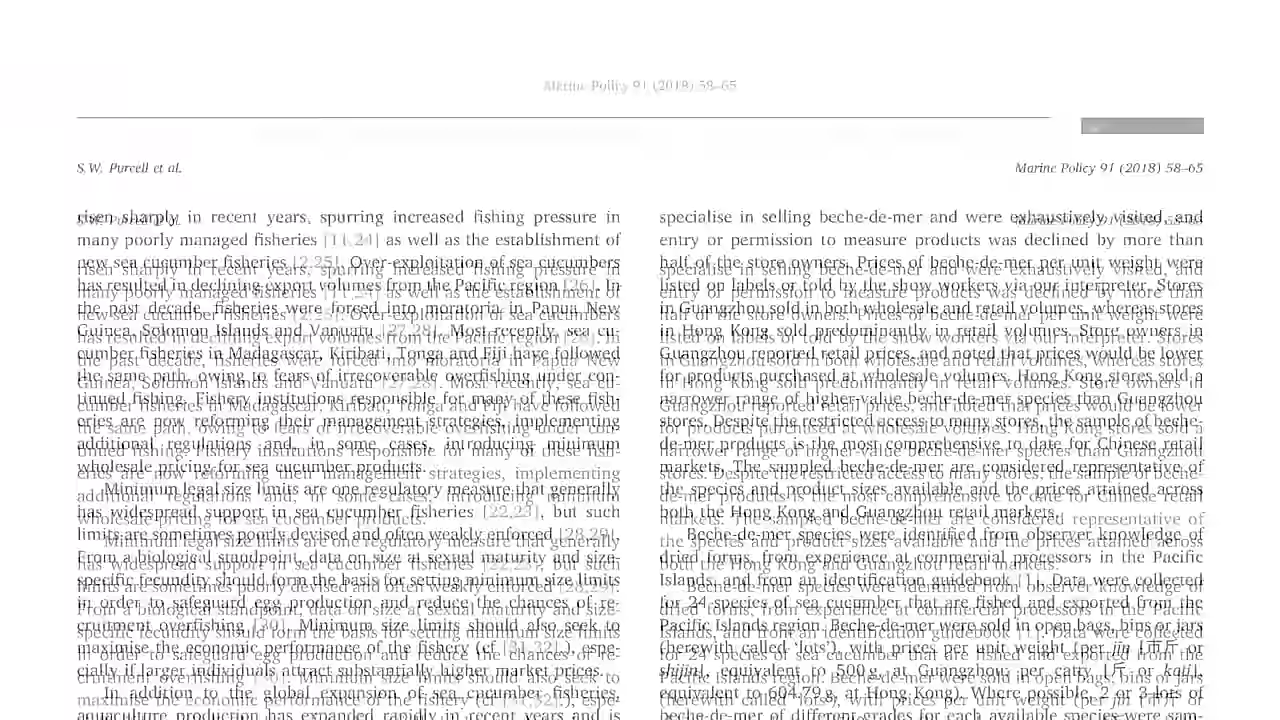 Marine Policy 91 (2018) 58–65
S.W. Purcell et al.
Marine Policy 91 (2018) 58–65
risen sharply in recent years, spurring increased fishing pressure in
many poorly managed fisheries [11,24] as well as the establishment of
new sea cucumber fisheries [2,25]. Over-exploitation of sea cucumbers
has resulted in declining export volumes from the Pacific region [26]. In
the past decade, fisheries were forced into moratoria in Papua New
Guinea, Solomon Islands and Vanuatu [27,28]. Most recently, sea cu-
cumber fisheries in Madagascar, Kiribati, Tonga and Fiji have followed
the same path, owing to fears of irrecoverable overfishing under con-
tinued fishing. Fishery institutions responsible for many of these fish-
eries are now reforming their management strategies, implementing
additional regulations and, in some cases, introducing minimum
wholesale pricing for sea cucumber products.
Minimum legal size limits are one regulatory measure that generally
has widespread support in sea cucumber fisheries [22,23], but such
limits are sometimes poorly devised and often weakly enforced [28,29].
From a biological standpoint, data on size at sexual maturity and size-
specific fecundity should form the basis for setting minimum size limits
in order to safeguard egg production and reduce the chances of re-
cruitment overfishing [30]. Minimum size limits should also seek to
maximise the economic performance of the fishery (cf [31,32]), espe-
cially if larger individuals attract substantially higher market prices.
In addition to the global expansion of sea cucumber fisheries,
aquaculture production has expanded rapidly in recent years and is
specialise in selling beche-de-mer and were exhaustively visited, and
entry or permission to measure products was declined by more than
half of the store owners. Prices of beche-de-mer per unit weight were
listed on labels or told by the show workers via our interpreter. Stores
in Guangzhou sold in both wholesale and retail volumes, whereas stores
in Hong Kong sold predominantly in retail volumes. Store owners in
Guangzhou reported retail prices, and noted that prices would be lower
for products purchased at wholesale volumes. Hong Kong stores sold a
narrower range of higher-value beche-de-mer species than Guangzhou
stores. Despite the restricted access to many stores, the sample of beche-
de-mer products is the most comprehensive to date for Chinese retail
markets. The sampled beche-de-mer are considered representative of
the species and product sizes available and the prices attained across
both the Hong Kong and Guangzhou retail markets.
Beche-de-mer species were identified from observer knowledge of
dried forms, from experience at commercial processors in the Pacific
Islands, and from an identification guidebook [1]. Data were collected
for 24 species of sea cucumber that are fished and exported from the
Pacific Islands region. Beche-de-mer were sold in open bags, bins or jars
(herewith called 'lots'), with prices per unit weight (per jin [市斤 or
shijin], equivalent to 500 g, at Guangzhou; per catty [斤 or kati],
equivalent to 604.79 g, at Hong Kong). Where possible, 2 or 3 lots of
beche-de-mer of different grades for each available species were sam-